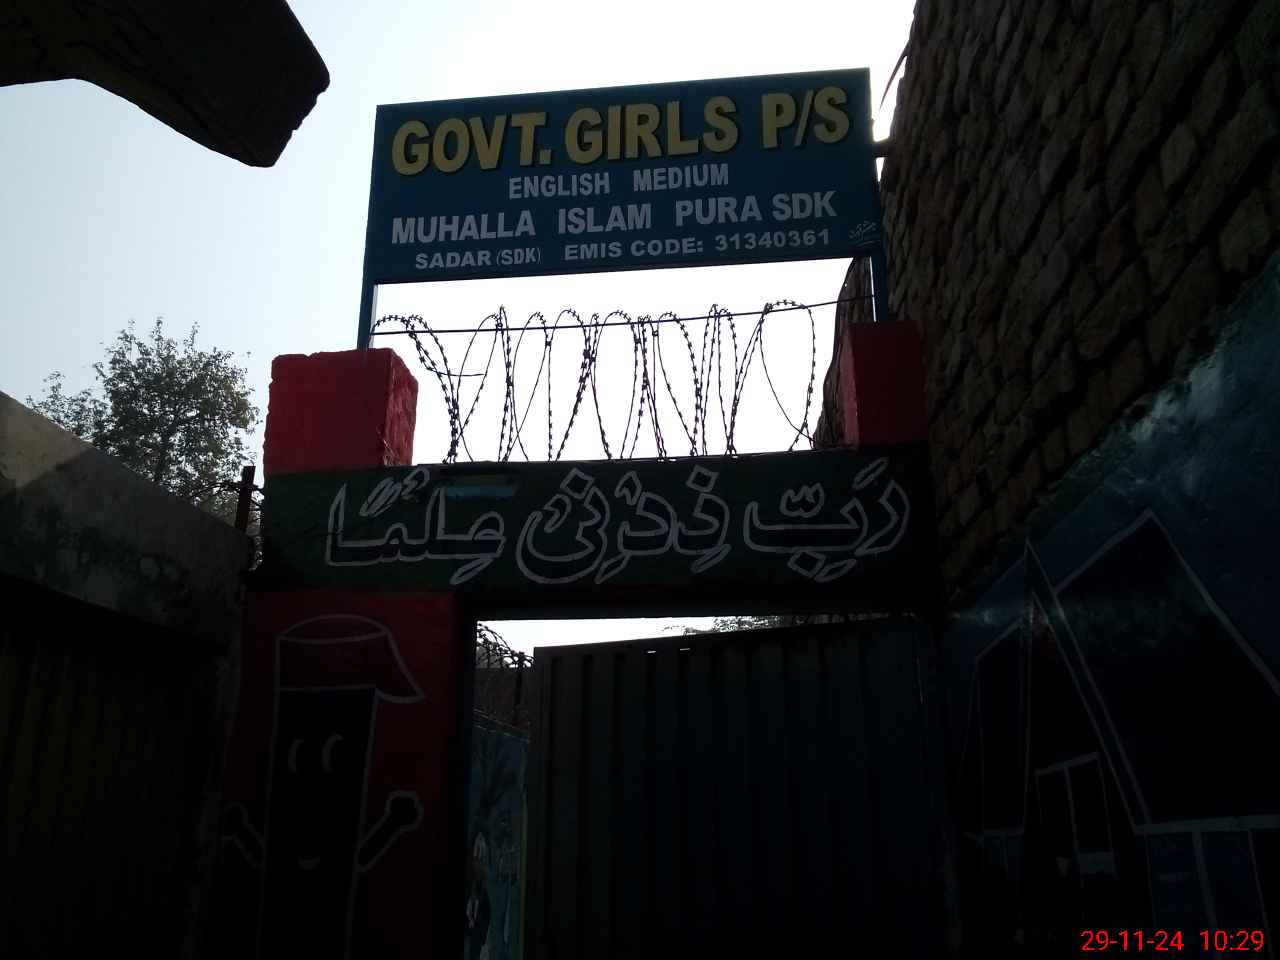 GOVT. GIRLS P/S
ENGLISH MEDIUM
MUHALLA ISLAM PURA SDK
SADAR (SDK) EMIS CODE: 31340361
رَبِّ زِدْنِیْ عِلْمًا
29-11-24 10:29